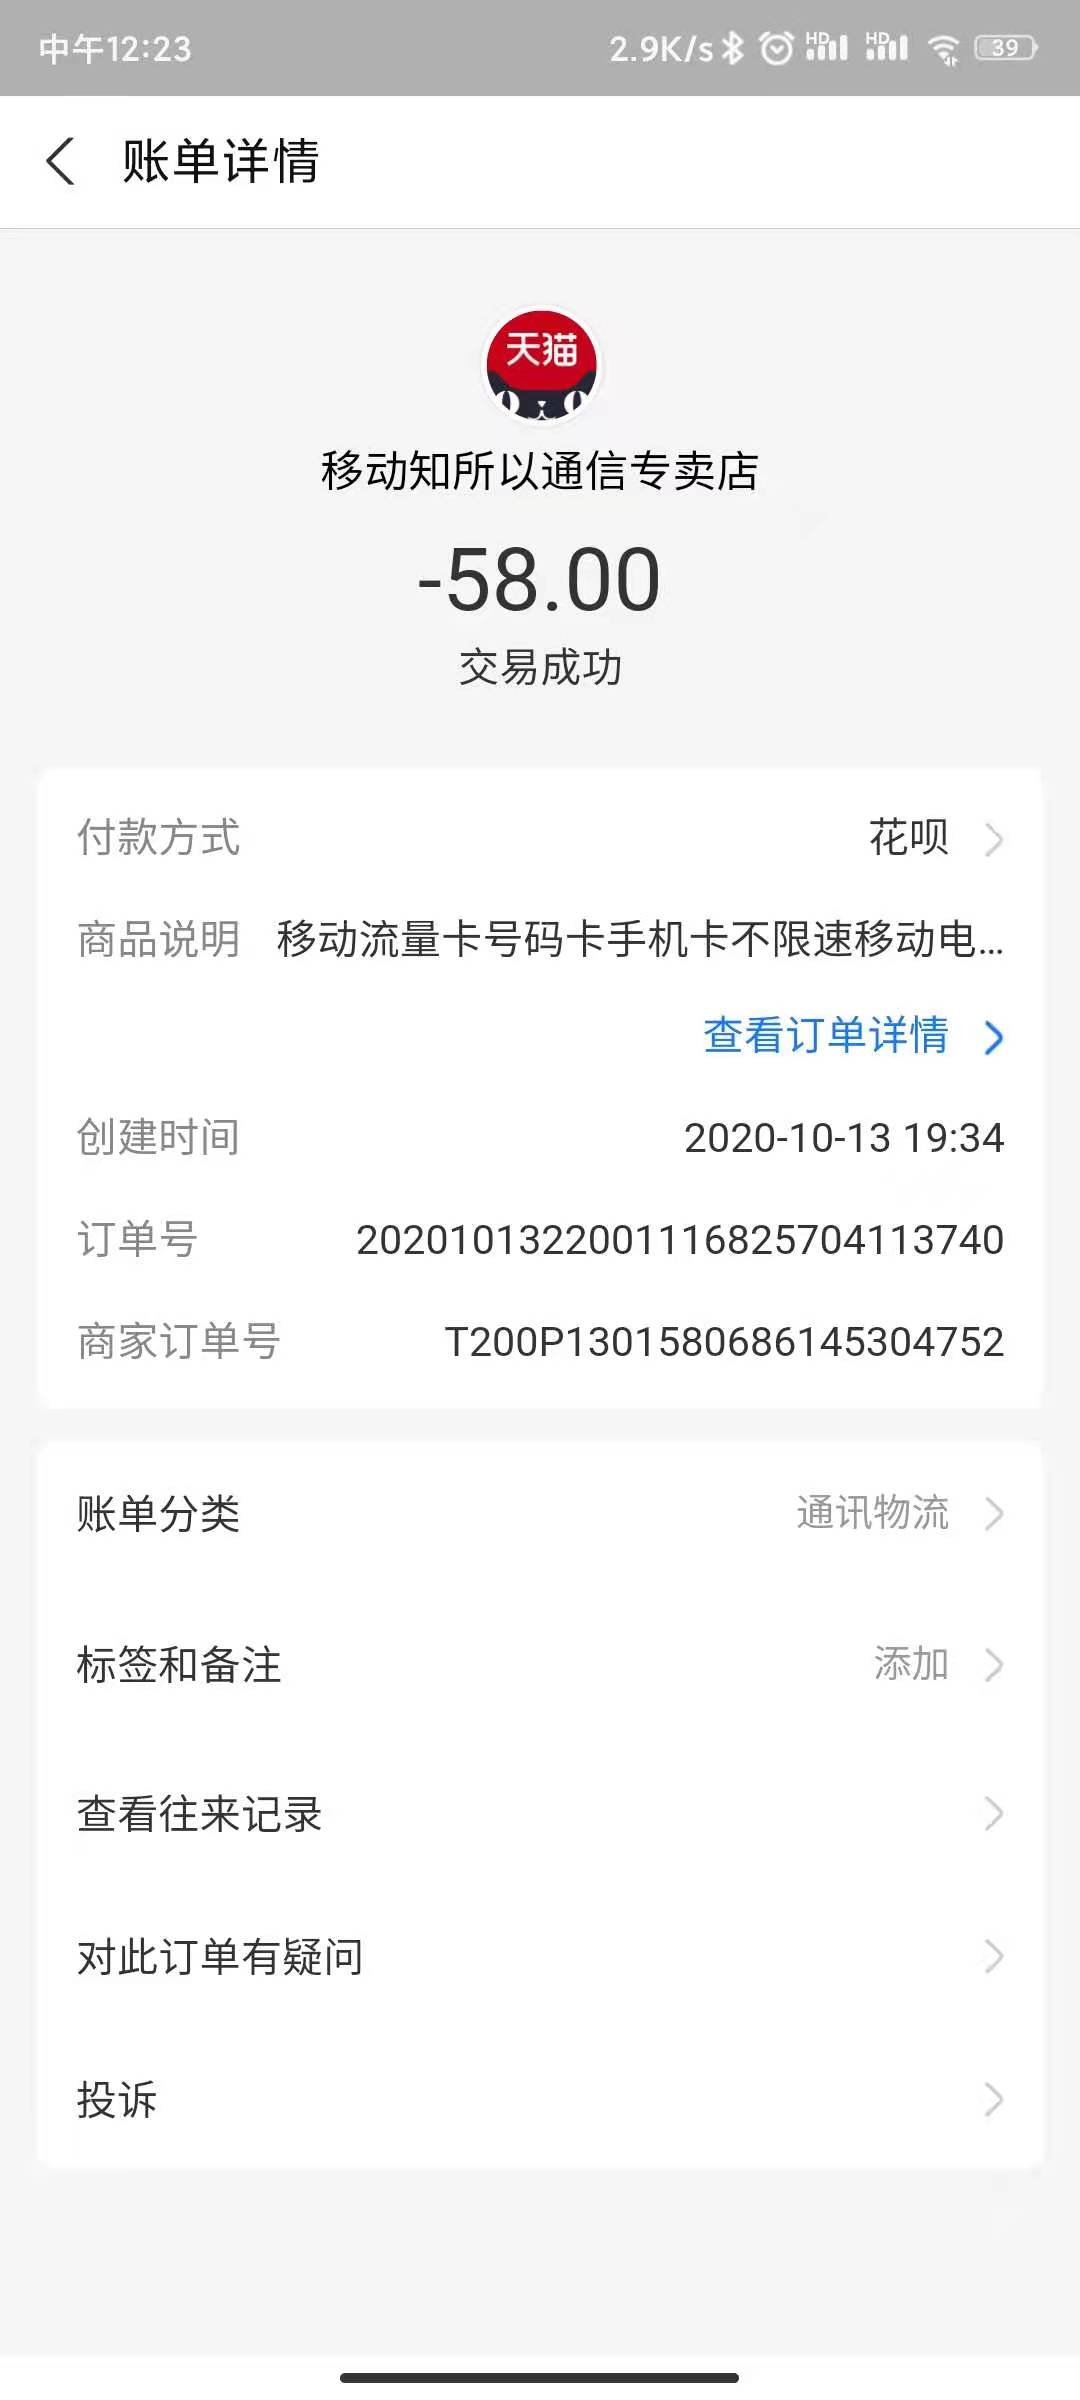 中午12:23
2.9K/s HD HD 39
账单详情
天猫
移动知所以通信专卖店
-58.00
交易成功
付款方式 花呗
商品说明 移动流量卡号码卡手机卡不限速移动电...
查看订单详情
创建时间 2020-10-13 19:34
订单号 2020101322001116825704113740
商家订单号 T200P1301580686145304752
账单分类 通讯物流
标签和备注 添加
查看往来记录
对此订单有疑问
投诉